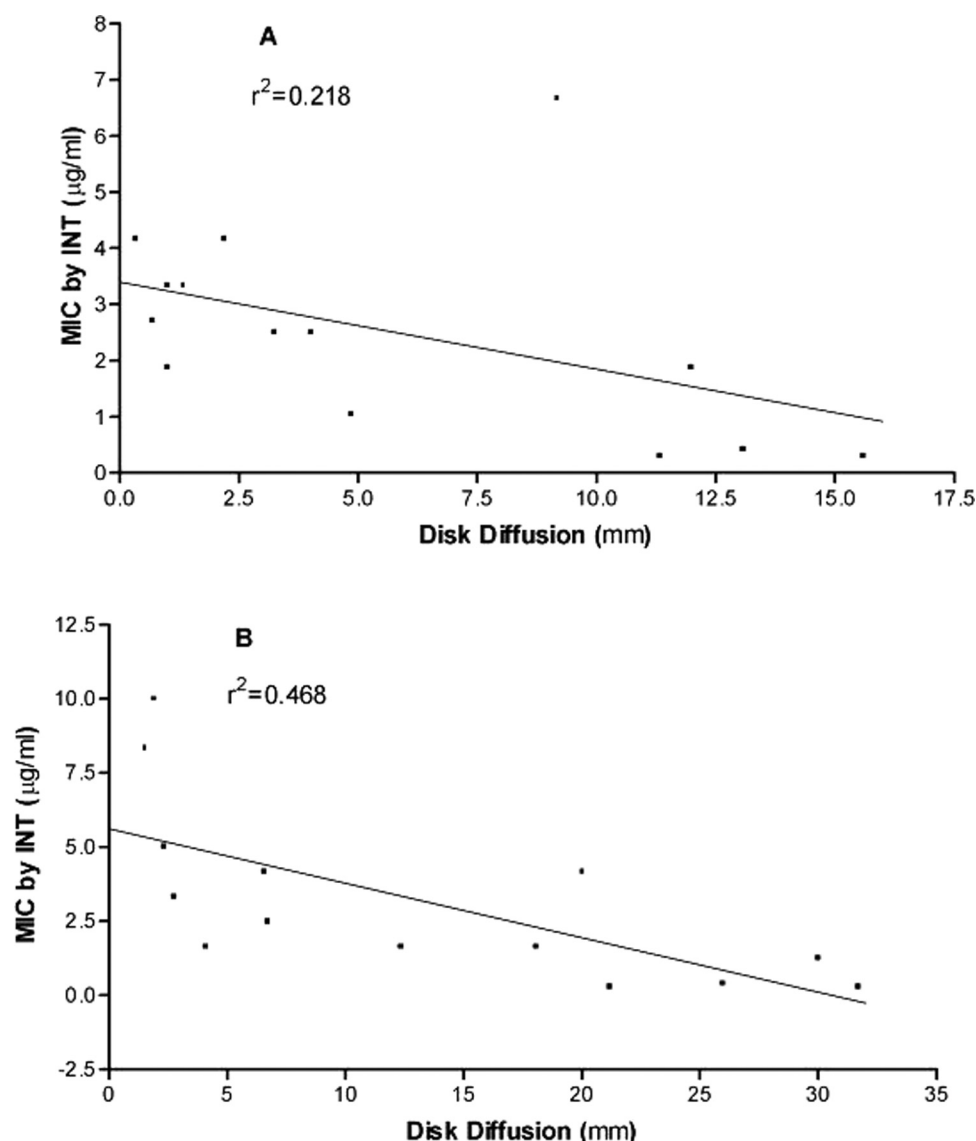 A
r²=0.218
MIC by INT (µg/ml)
8
7
6
5
4
3
2
1
0
0.0 2.5 5.0 7.5 10.0 12.5 15.0 17.5
Disk Diffusion (mm)
B
r²=0.468
MIC by INT (µg/ml)
12.5
10.0
7.5
5.0
2.5
0.0
-2.5
0 5 10 15 20 25 30 35
Disk Diffusion (mm)